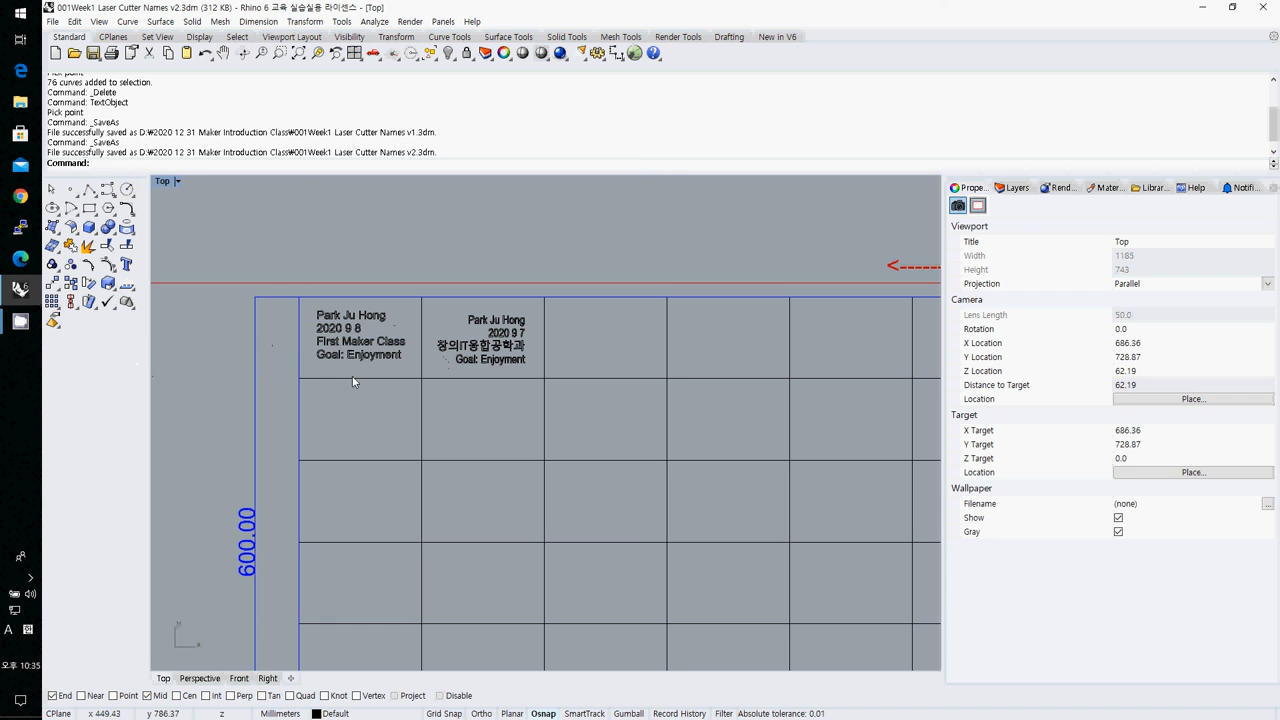 001Week1 Laser Cutter Names v2.3dm (312 KB) - Rhino 6 교육 실습실용 라이센스 - [Top]
File Edit View Curve Surface Solid Mesh Dimension Transform Tools Analyze Render Panels Help
Standard CPlanes Set View Display Select Viewport Layout Visibility Transform Curve Tools Surface Tools Solid Tools Mesh Tools Render Tools Drafting New in V6
Pick point
76 curves added to selection.
Command: _Delete
Command: TextObject
Pick point
Command: _SaveAs
File successfully saved as D:₩2020 12 31 Maker Introduction Class₩001Week1 Laser Cutter Names v1.3dm.
Command: _SaveAs
File successfully saved as D:₩2020 12 31 Maker Introduction Class₩001Week1 Laser Cutter Names v2.3dm.
Command:
Top
Park Ju Hong
2020 9 8
First Maker Class
Goal: Enjoyment
Park Ju Hong
2020 9 7
창의IT융합공학과
Goal: Enjoyment
600.00
<------
Prope... Layers Rend... Mater... Librar... Help Notifi...
Viewport
Title Top
Width 1185
Height 743
Projection Parallel
Camera
Lens Length 50.0
Rotation 0.0
X Location 686.36
Y Location 728.87
Z Location 62.19
Distance to Target 62.19
Location Place...
Target
X Target 686.36
Y Target 728.87
Z Target 0.0
Location Place...
Wallpaper
Filename (none) ...
Show
Gray
Top Perspective Front Right
End Near Point Mid Cen Int Perp Tan Quad Knot Vertex Project Disable
CPlane x 449.43 y 786.37 z Millimeters Default Grid Snap Ortho Planar Osnap SmartTrack Gumball Record History Filter Absolute tolerance: 0.01
A 한
오후 10:35